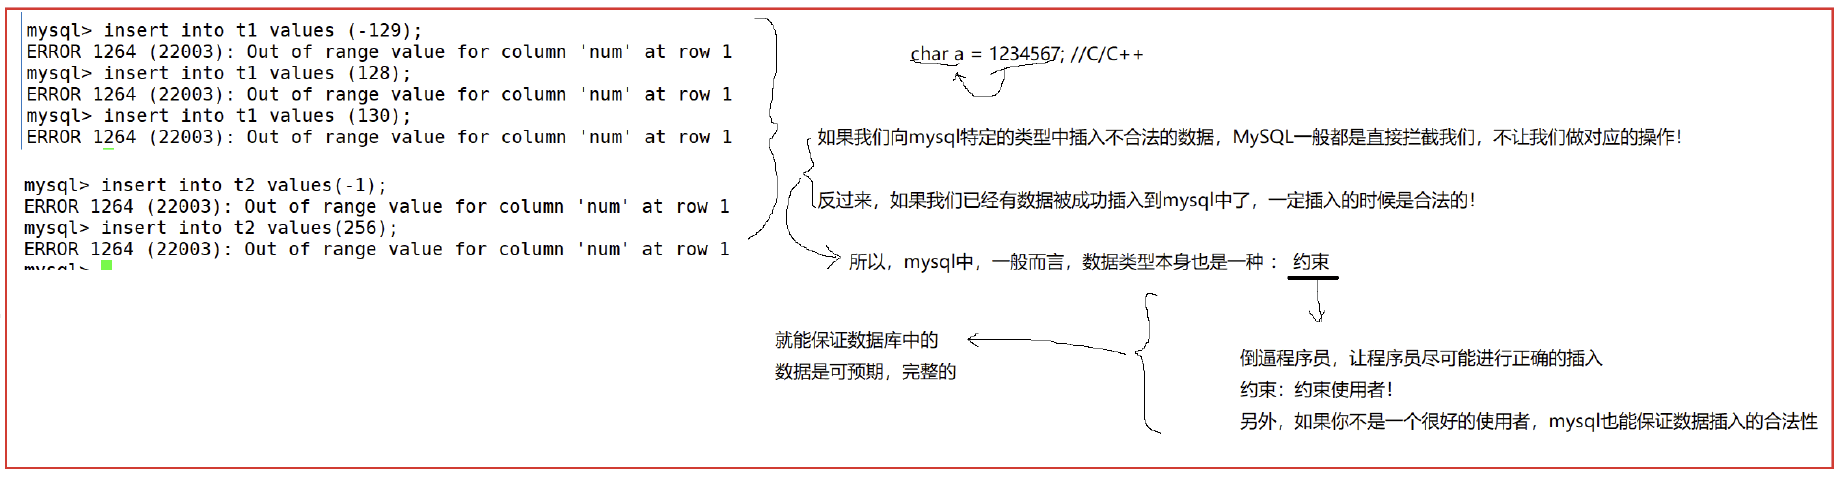 mysql> insert into t1 values (-129);
ERROR 1264 (22003): Out of range value for column 'num' at row 1
mysql> insert into t1 values (128);
ERROR 1264 (22003): Out of range value for column 'num' at row 1
mysql> insert into t1 values (130);
ERROR 1264 (22003): Out of range value for column 'num' at row 1
mysql> insert into t2 values(-1);
ERROR 1264 (22003): Out of range value for column 'num' at row 1
mysql> insert into t2 values(256);
ERROR 1264 (22003): Out of range value for column 'num' at row 1
mysql>
char a = 1234567; //C/C++
如果我们向mysql特定的类型中插入不合法的数据，MySQL一般都是直接拦截我们，不让我们做对应的操作！
反过来，如果我们已经有数据被成功插入到mysql中了，一定插入的时候是合法的！
所以，mysql中，一般而言，数据类型本身也是一种： 约束
就能保证数据库中的
数据是可预期，完整的
倒逼程序员，让程序员尽可能进行正确的插入
约束：约束使用者！
另外，如果你不是一个很好的使用者，mysql也能保证数据插入的合法性